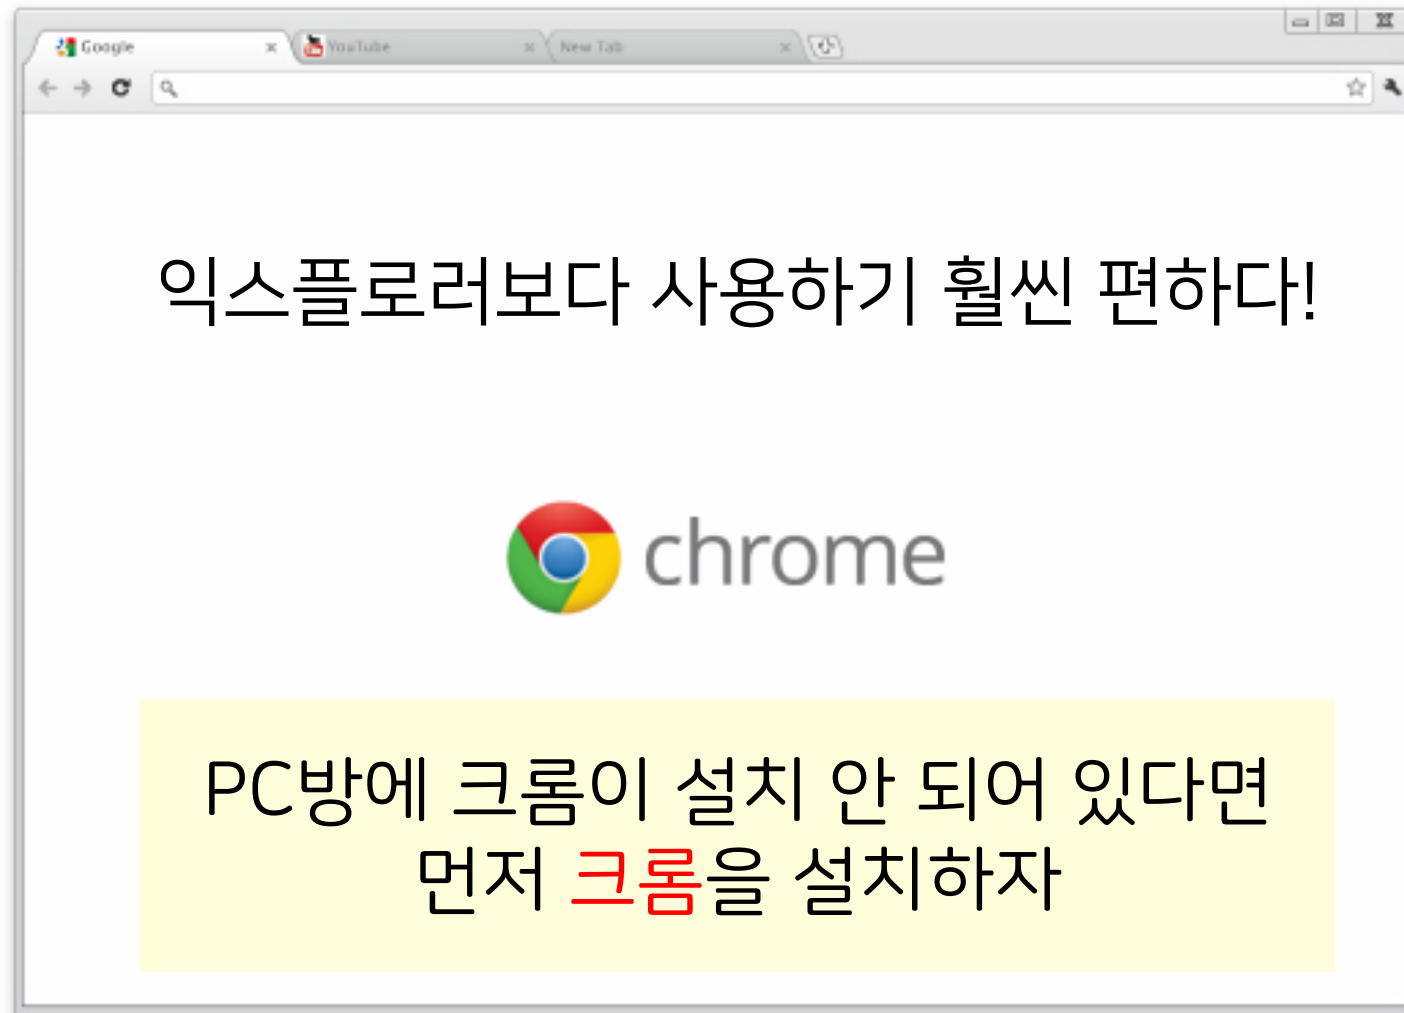 Google
YouTube
New Tab
익스플로러보다 사용하기 훨씬 편하다!
chrome
PC방에 크롬이 설치 안 되어 있다면
먼저 크롬을 설치하자